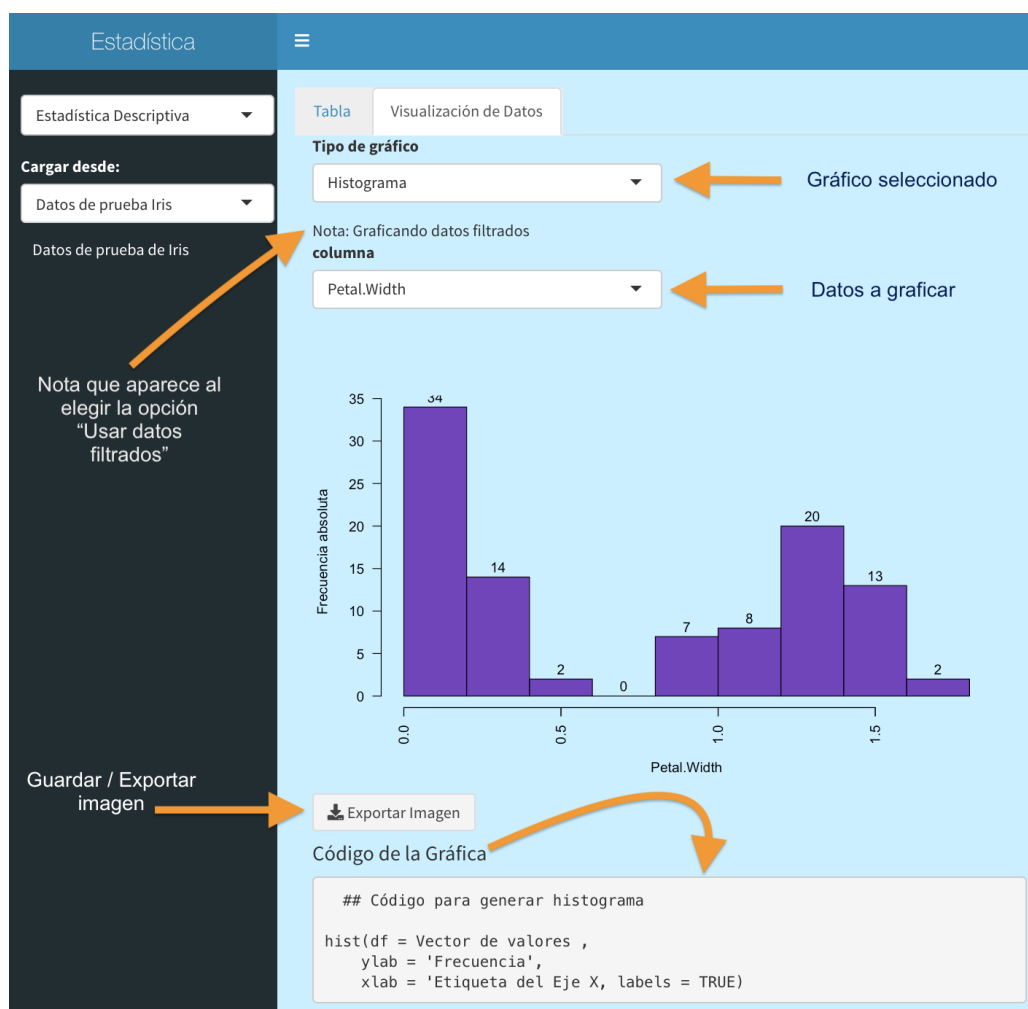 Estadística
Estadística Descriptiva
Cargar desde:
Datos de prueba Iris
Datos de prueba de Iris
Tabla
Visualización de Datos
Tipo de gráfico
Histograma
Gráfico seleccionado
Nota: Graficando datos filtrados
columna
Petal.Width
Datos a graficar
Nota que aparece al
elegir la opción
“Usar datos
filtrados”
Frecuencia absoluta
35
30
25
20
15
10
5
0
34
14
2
0
7
8
20
13
2
0.0
0.5
1.0
1.5
Petal.Width
Guardar / Exportar
imagen
Exportar Imagen
Código de la Gráfica
## Código para generar histograma
hist(df = Vector de valores ,
ylab = 'Frecuencia',
xlab = 'Etiqueta del Eje X, labels = TRUE)